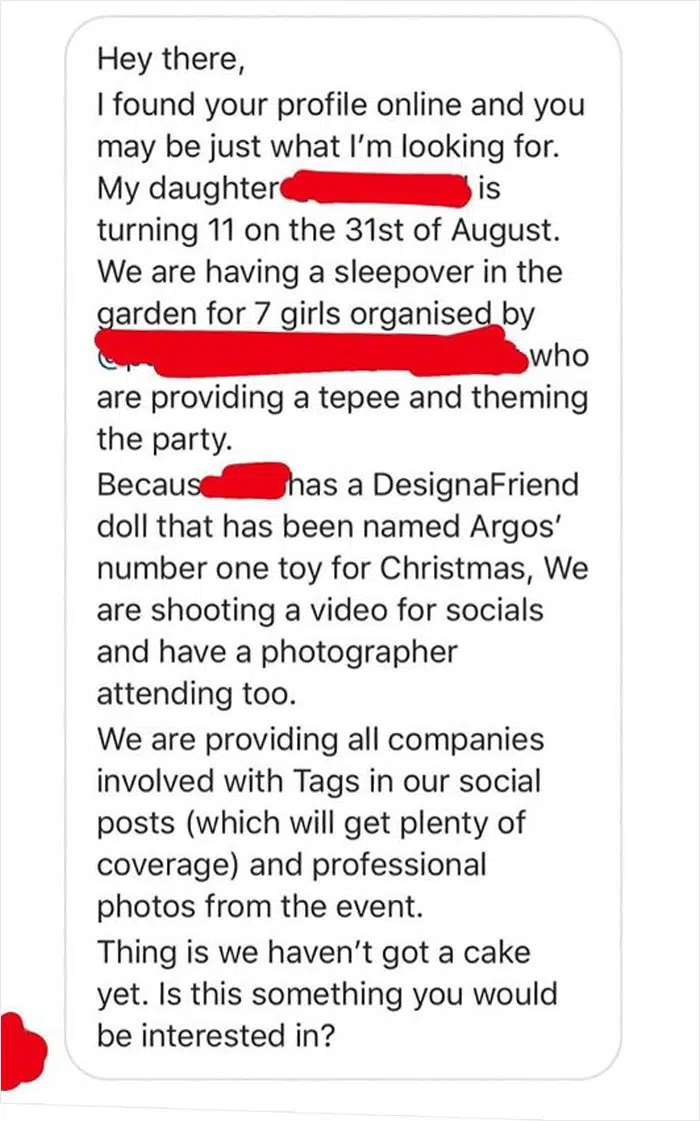 Hey there,
I found your profile online and you
may be just what I'm looking for.
My daughter is
turning 11 on the 31st of August.
We are having a sleepover in the
garden for 7 girls organised by
who
are providing a tepee and theming
the party.
Becaus has a DesignaFriend
doll that has been named Argos'
number one toy for Christmas, We
are shooting a video for socials
and have a photographer
attending too.
We are providing all companies
involved with Tags in our social
posts (which will get plenty of
coverage) and professional
photos from the event.
Thing is we haven't got a cake
yet. Is this something you would
be interested in?